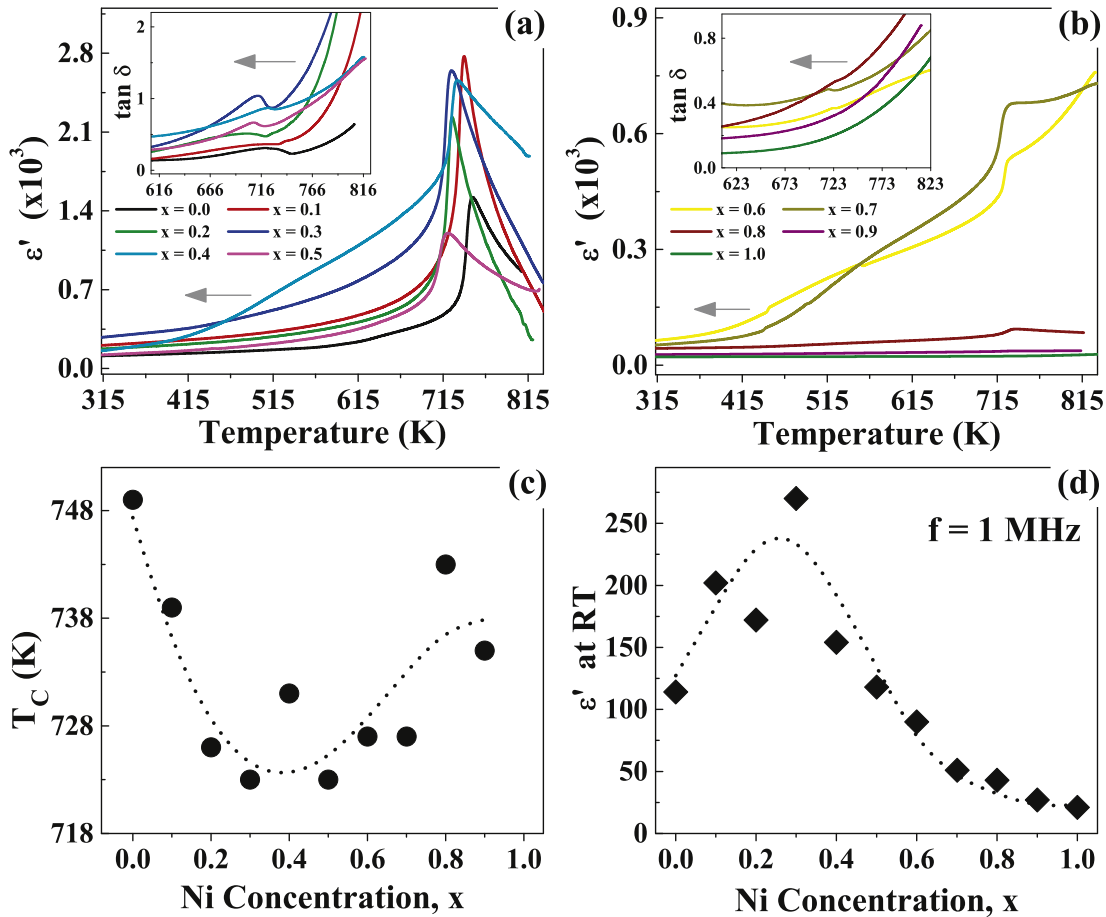 (a)
ε' (x10³)
2.8
2.1
1.4
0.7
0.0
315 415 515 615 715 815
Temperature (K)
tan δ
2
1
0
616 666 716 766 816
x = 0.0 x = 0.1
x = 0.2 x = 0.3
x = 0.4 x = 0.5
(b)
ε' (x10³)
0.9
0.6
0.3
0.0
315 415 515 615 715 815
Temperature (K)
tan δ
0.8
0.4
0.0
623 673 723 773 823
x = 0.6 x = 0.7
x = 0.8 x = 0.9
x = 1.0
(c)
T_C (K)
748
738
728
718
0.0 0.2 0.4 0.6 0.8 1.0
Ni Concentration, x
(d)
f = 1 MHz
ε' at RT
250
200
150
100
50
0
0.0 0.2 0.4 0.6 0.8 1.0
Ni Concentration, x